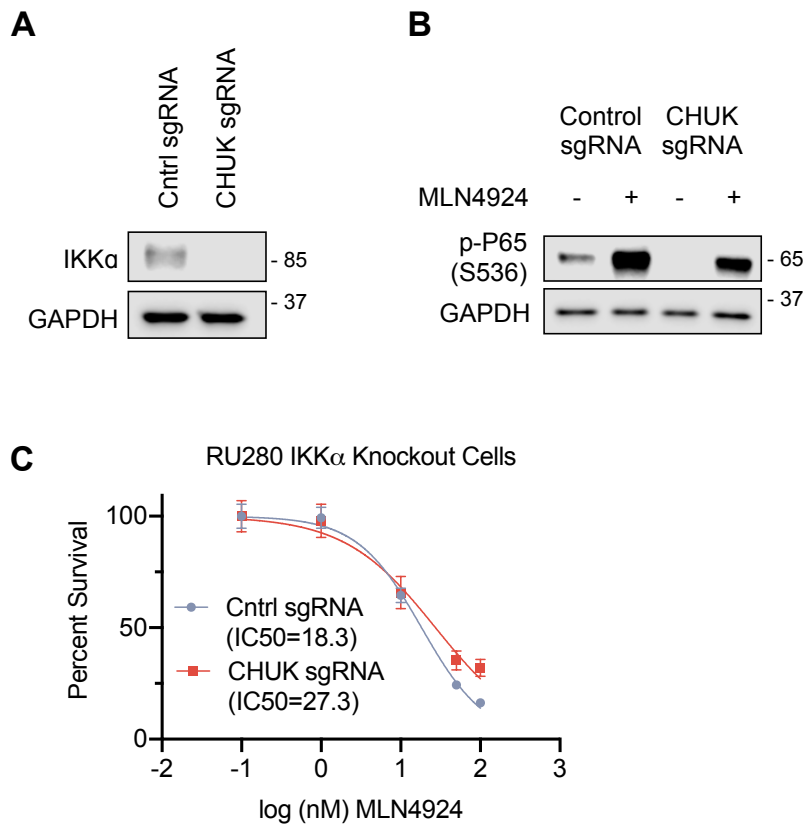 A
Cntrl sgRNA
CHUK sgRNA
IKKα
- 85
- 37
GAPDH
B
Control sgRNA
CHUK sgRNA
MLN4924
- + - +
p-P65
(S536)
- 65
- 37
GAPDH
C
RU280 IKKα Knockout Cells
Percent Survival
100
50
0
Cntrl sgRNA
(IC50=18.3)
CHUK sgRNA
(IC50=27.3)
-2 -1 0 1 2 3
log (nM) MLN4924